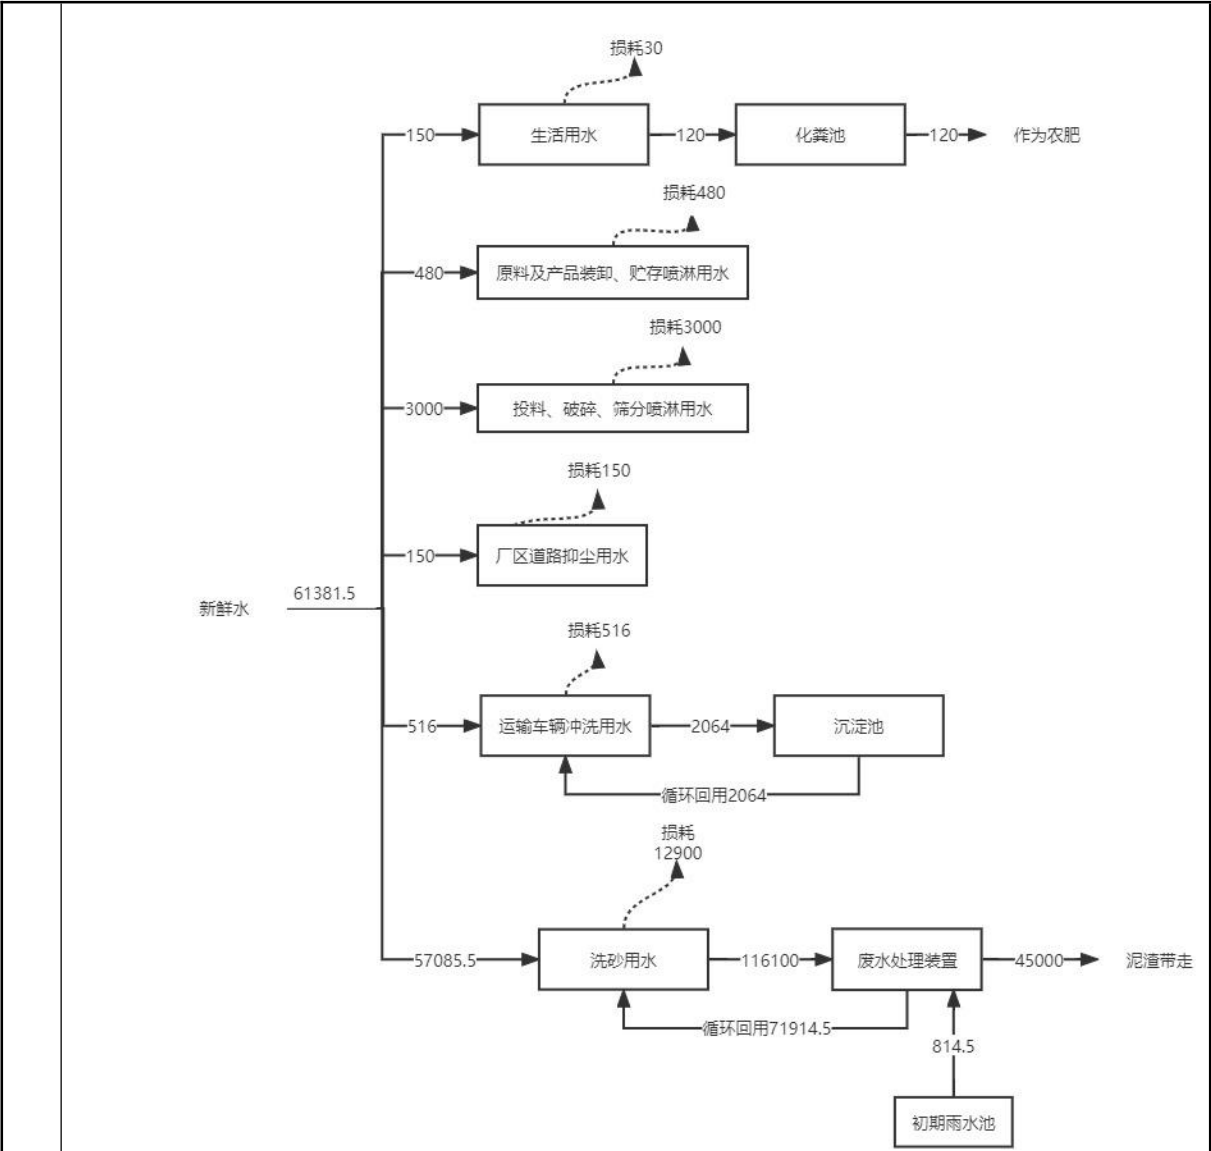 损耗30
150
生活用水
120
化粪池
120
作为农肥
损耗480
480
原料及产品装卸、贮存喷淋用水
损耗3000
3000
投料、破碎、筛分喷淋用水
损耗150
150
厂区道路抑尘用水
新鲜水
61381.5
损耗516
516
运输车辆冲洗用水
2064
沉淀池
循环回用2064
损耗
12900
57085.5
洗砂用水
116100
废水处理装置
45000
泥渣带走
循环回用71914.5
814.5
初期雨水池